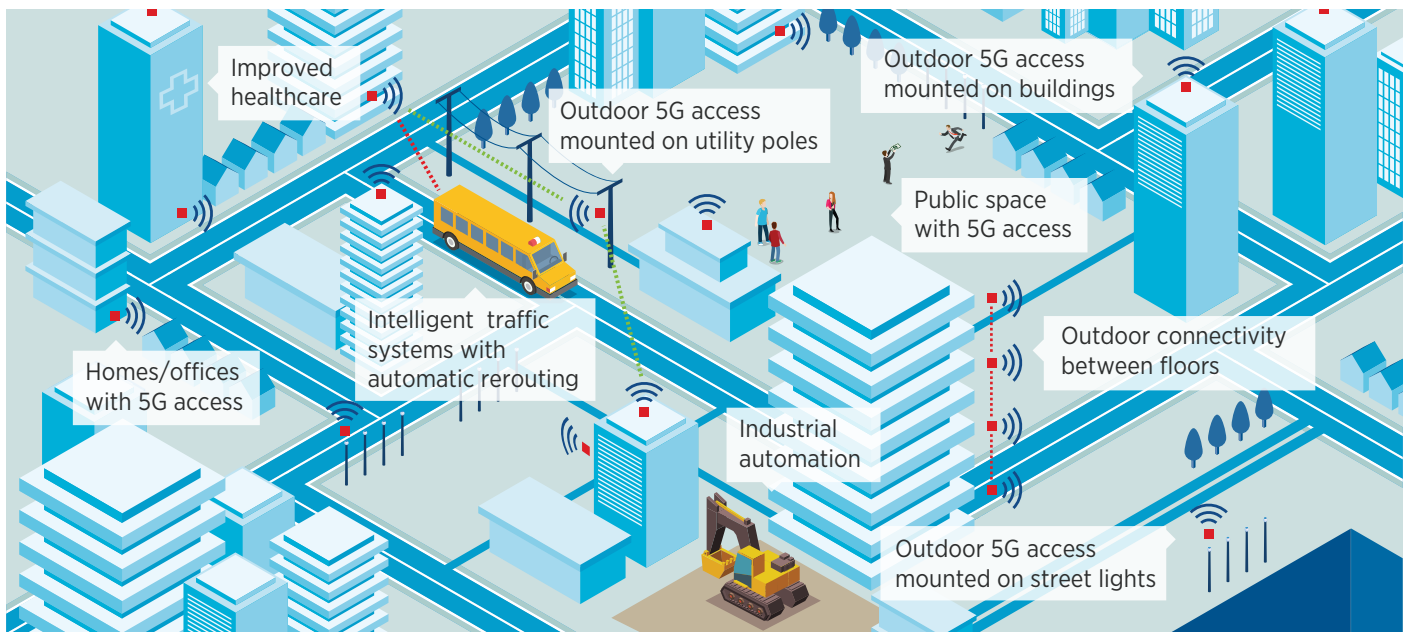 Improved
healthcare
Outdoor 5G access
mounted on utility poles
Outdoor 5G access
mounted on buildings
Public space
with 5G access
Intelligent traffic
systems with
automatic rerouting
Outdoor connectivity
between floors
Homes/offices
with 5G access
Industrial
automation
Outdoor 5G access
mounted on street lights